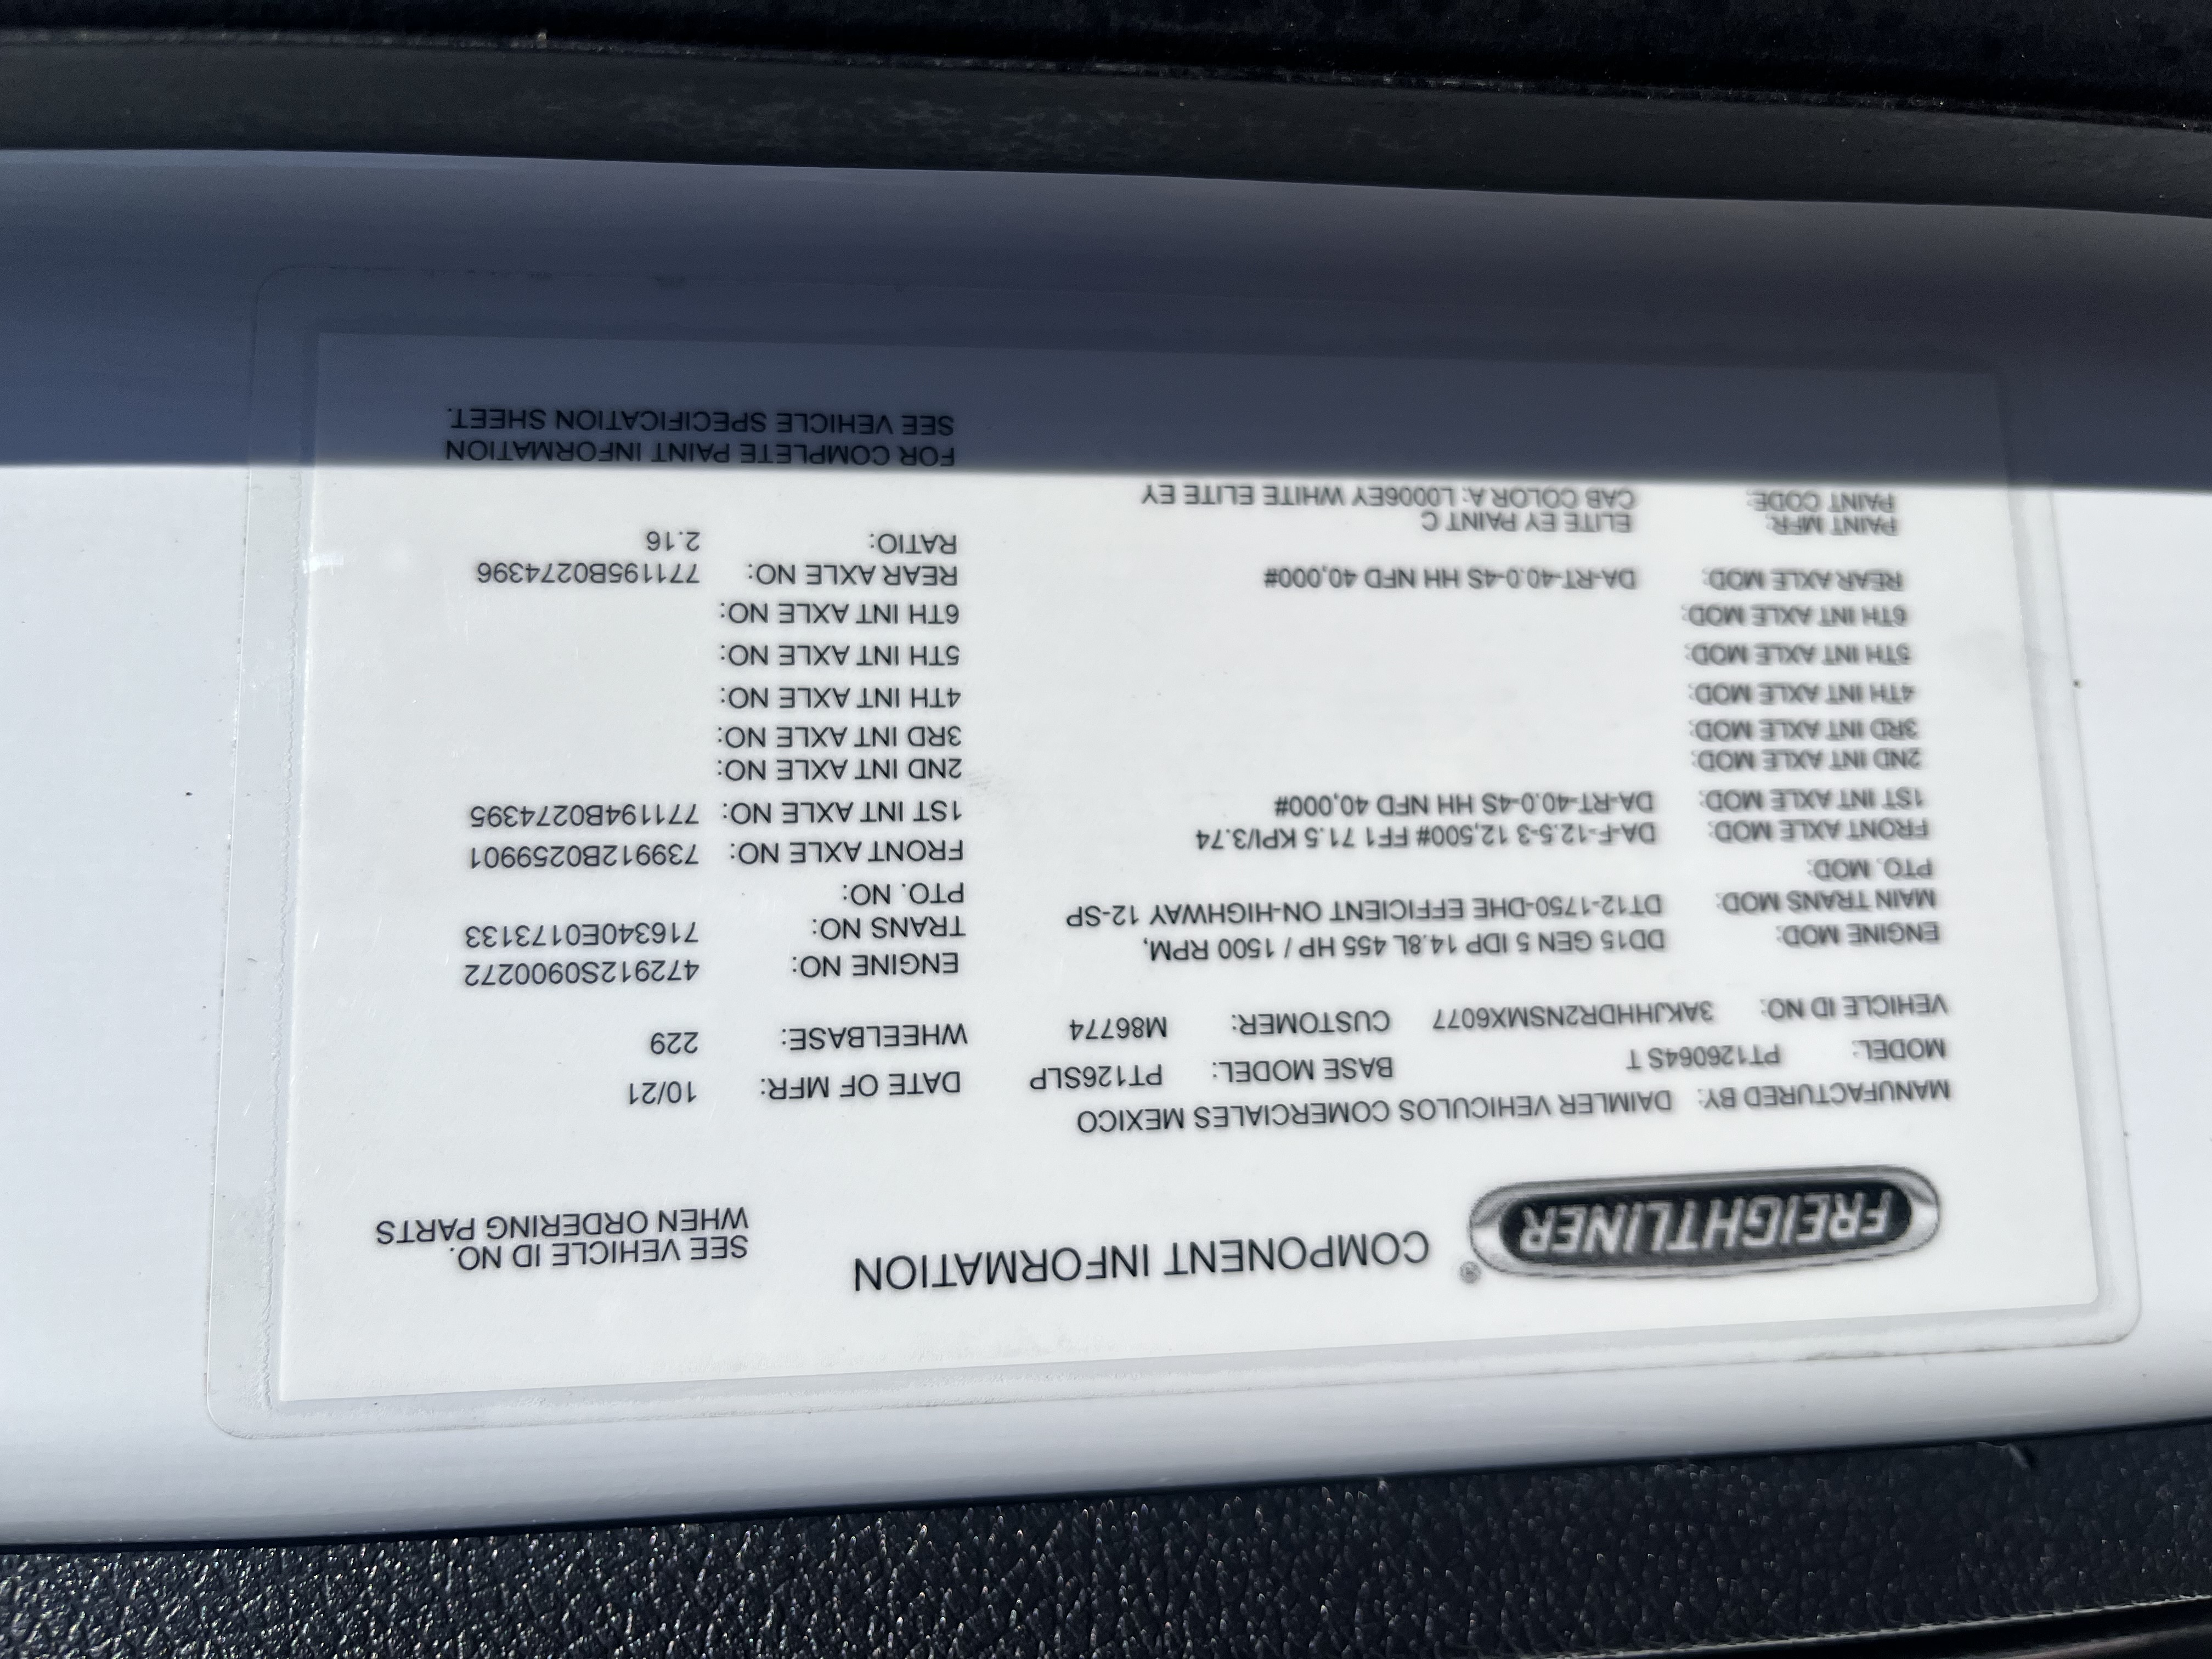 FREIGHTLINER®
COMPONENT INFORMATION
SEE VEHICLE ID NO.
WHEN ORDERING PARTS
MANUFACTURED BY: DAIMLER VEHICULOS COMERCIALES MEXICO
MODEL: PT126064S T BASE MODEL: PT126SLP DATE OF MFR: 10/21
VEHICLE ID NO: 3AKJHHDR2NSMX6077 CUSTOMER: M86774 WHEELBASE: 229
ENGINE MOD: DD15 GEN 5 IDP 14.8L 455 HP / 1500 RPM, ENGINE NO: 472912S0900272
MAIN TRANS MOD: DT12-1750-DHE EFFICIENT ON-HIGHWAY 12-SP TRANS NO: 716340E0173133
PTO. MOD: PTO. NO:
FRONT AXLE MOD: DA-F-12.5-3 12,500# FF1 71.5 KPI/3.74 FRONT AXLE NO: 739912B0259901
1ST INT AXLE MOD: DA-RT-40.0-4S HH NFD 40,000# 1ST INT AXLE NO: 771194B0274395
2ND INT AXLE MOD: 2ND INT AXLE NO:
3RD INT AXLE MOD: 3RD INT AXLE NO:
4TH INT AXLE MOD: 4TH INT AXLE NO:
5TH INT AXLE MOD: 5TH INT AXLE NO:
6TH INT AXLE MOD: 6TH INT AXLE NO:
REAR AXLE MOD: DA-RT-40.0-4S HH NFD 40,000# REAR AXLE NO: 771195B0274396
RATIO: 2.16
PAINT MFR: ELITE EY PAINT C
PAINT CODE: CAB COLOR A: L0006EY WHITE ELITE EY
FOR COMPLETE PAINT INFORMATION
SEE VEHICLE SPECIFICATION SHEET.